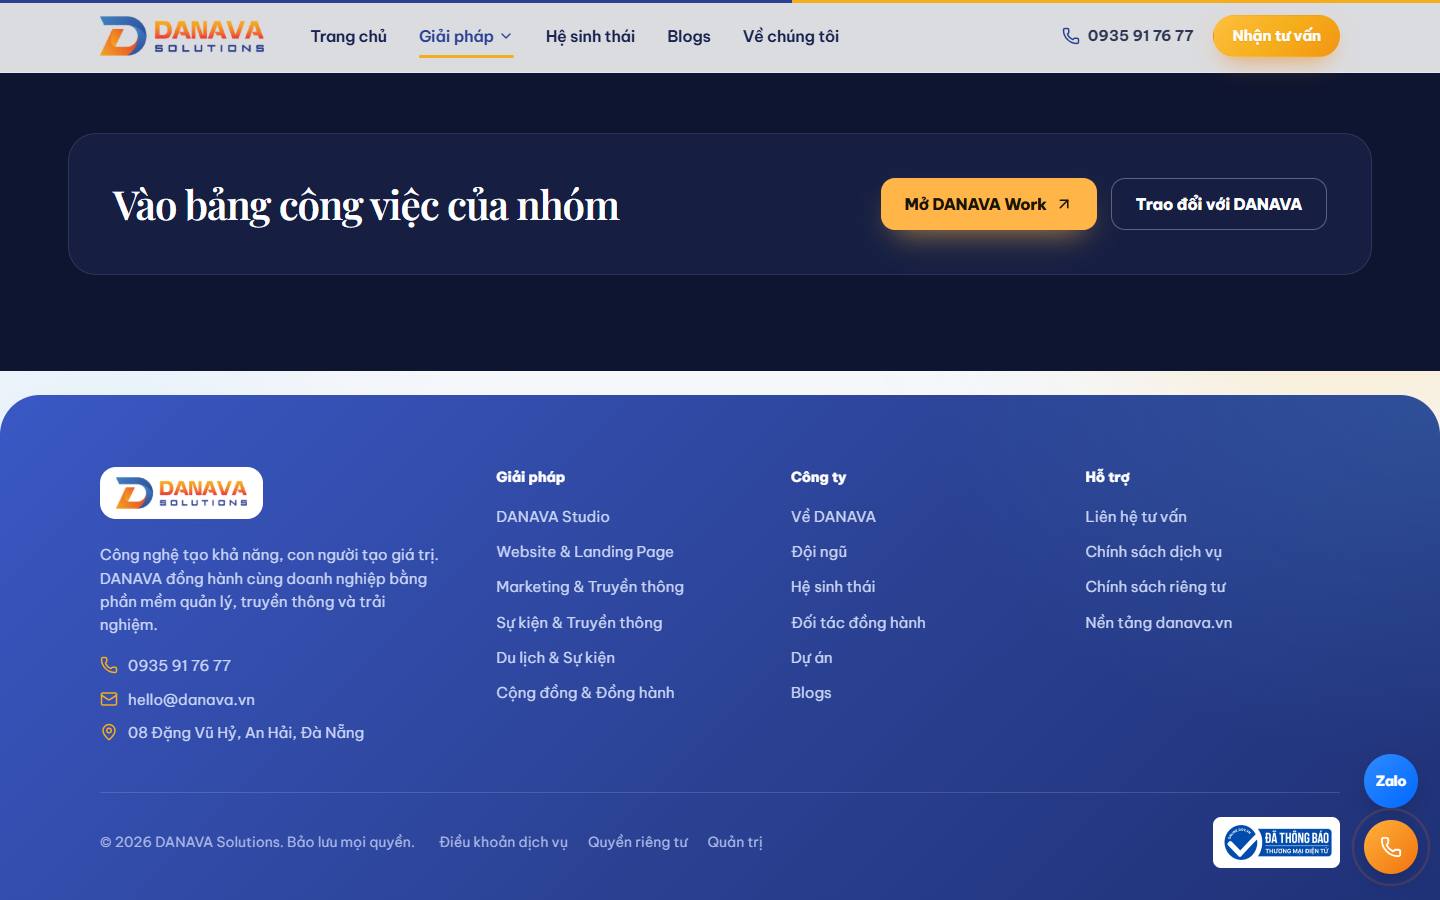 DANAVA
SOLUTIONS
Trang chủ
Giải pháp
Hệ sinh thái
Blogs
Về chúng tôi
0935 91 76 77
Nhận tư vấn
Vào bảng công việc của nhóm
Mở DANAVA Work
Trao đổi với DANAVA
DANAVA
SOLUTIONS
Công nghệ tạo khả năng, con người tạo giá trị.
DANAVA đồng hành cùng doanh nghiệp bằng
phần mềm quản lý, truyền thông và trải
nghiệm.
0935 91 76 77
hello@danava.vn
08 Đặng Vũ Hỷ, An Hải, Đà Nẵng
Giải pháp
DANAVA Studio
Website & Landing Page
Marketing & Truyền thông
Sự kiện & Truyền thông
Du lịch & Sự kiện
Cộng đồng & Đồng hành
Công ty
Về DANAVA
Đội ngũ
Hệ sinh thái
Đối tác đồng hành
Dự án
Blogs
Hỗ trợ
Liên hệ tư vấn
Chính sách dịch vụ
Chính sách riêng tư
Nền tảng danava.vn
© 2026 DANAVA Solutions. Bảo lưu mọi quyền.
Điều khoản dịch vụ
Quyền riêng tư
Quản trị
ĐÃ THÔNG BÁO
THƯƠNG MẠI ĐIỆN TỬ
Zalo